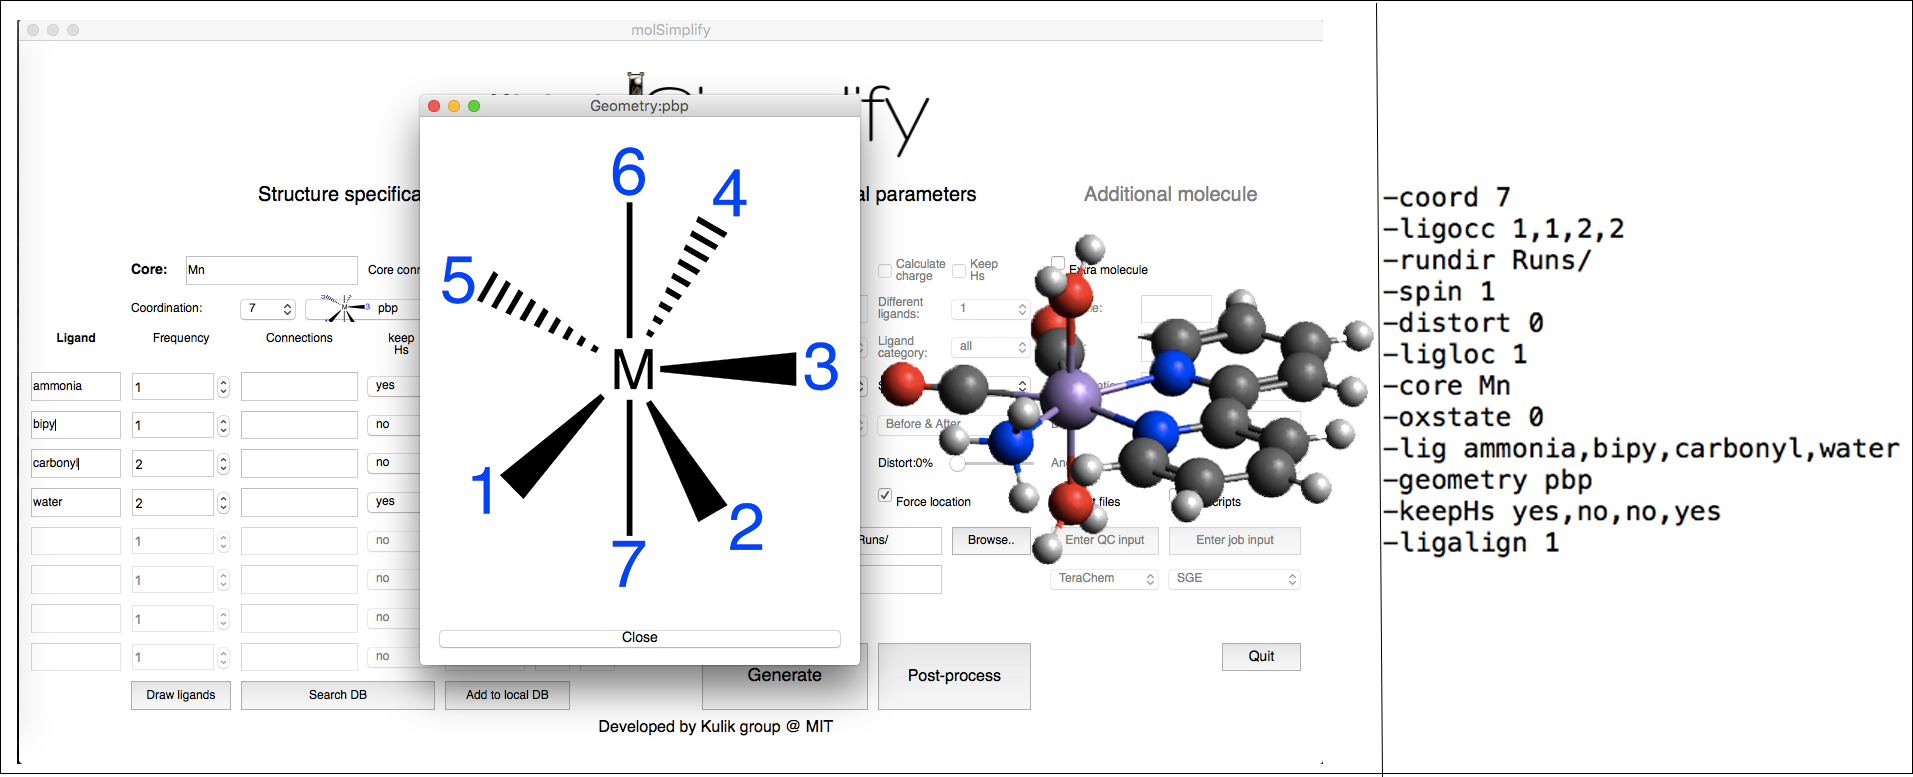 molSimplify
Geometry:pbp
Structure specifica
al parameters
Additional molecule
Core:
Mn
Core conn
Calculate charge
Keep Hs
Extra molecule
Coordination:
7
pbp
Different ligands:
1
Ligand
Frequency
Connections
keep Hs
Ligand category:
all
ammonia
1
yes
bipy
1
no
Before & After
carbonyl
2
no
Distort:0%
water
2
yes
Force location
1
no
Runs/
Browse..
Enter QC input
Enter job input
1
no
TeraChem
SGE
1
no
1
no
6
4
5
M
3
1
2
7
Close
Generate
Post-process
Quit
Draw ligands
Search DB
Add to local DB
Developed by Kulik group @ MIT
-coord 7
-ligocc 1,1,2,2
-rundir Runs/
-spin 1
-distort 0
-ligloc 1
-core Mn
-oxstate 0
-lig ammonia,bipy,carbonyl,water
-geometry pbp
-keepHs yes,no,no,yes
-ligalign 1